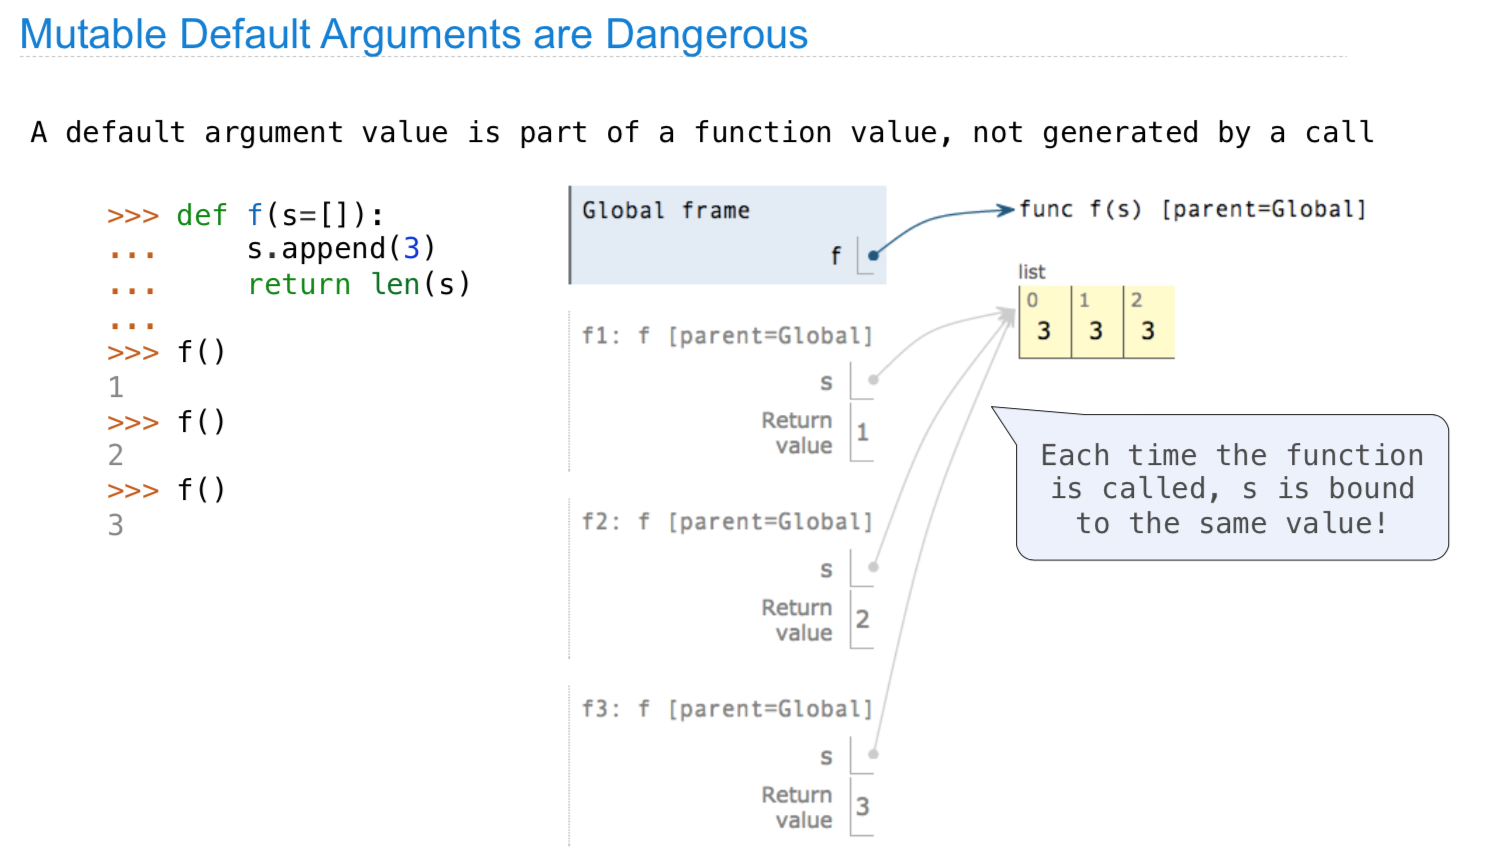 Mutable Default Arguments are Dangerous
A default argument value is part of a function value, not generated by a call
>>> def f(s=[]):
...     s.append(3)
...     return len(s)
...
>>> f()
1
>>> f()
2
>>> f()
3
Global frame
f
func f(s) [parent=Global]
list
0 1 2
3 3 3
f1: f [parent=Global]
s
Return
value 1
f2: f [parent=Global]
s
Return
value 2
f3: f [parent=Global]
s
Return
value 3
Each time the function
is called, s is bound
to the same value!